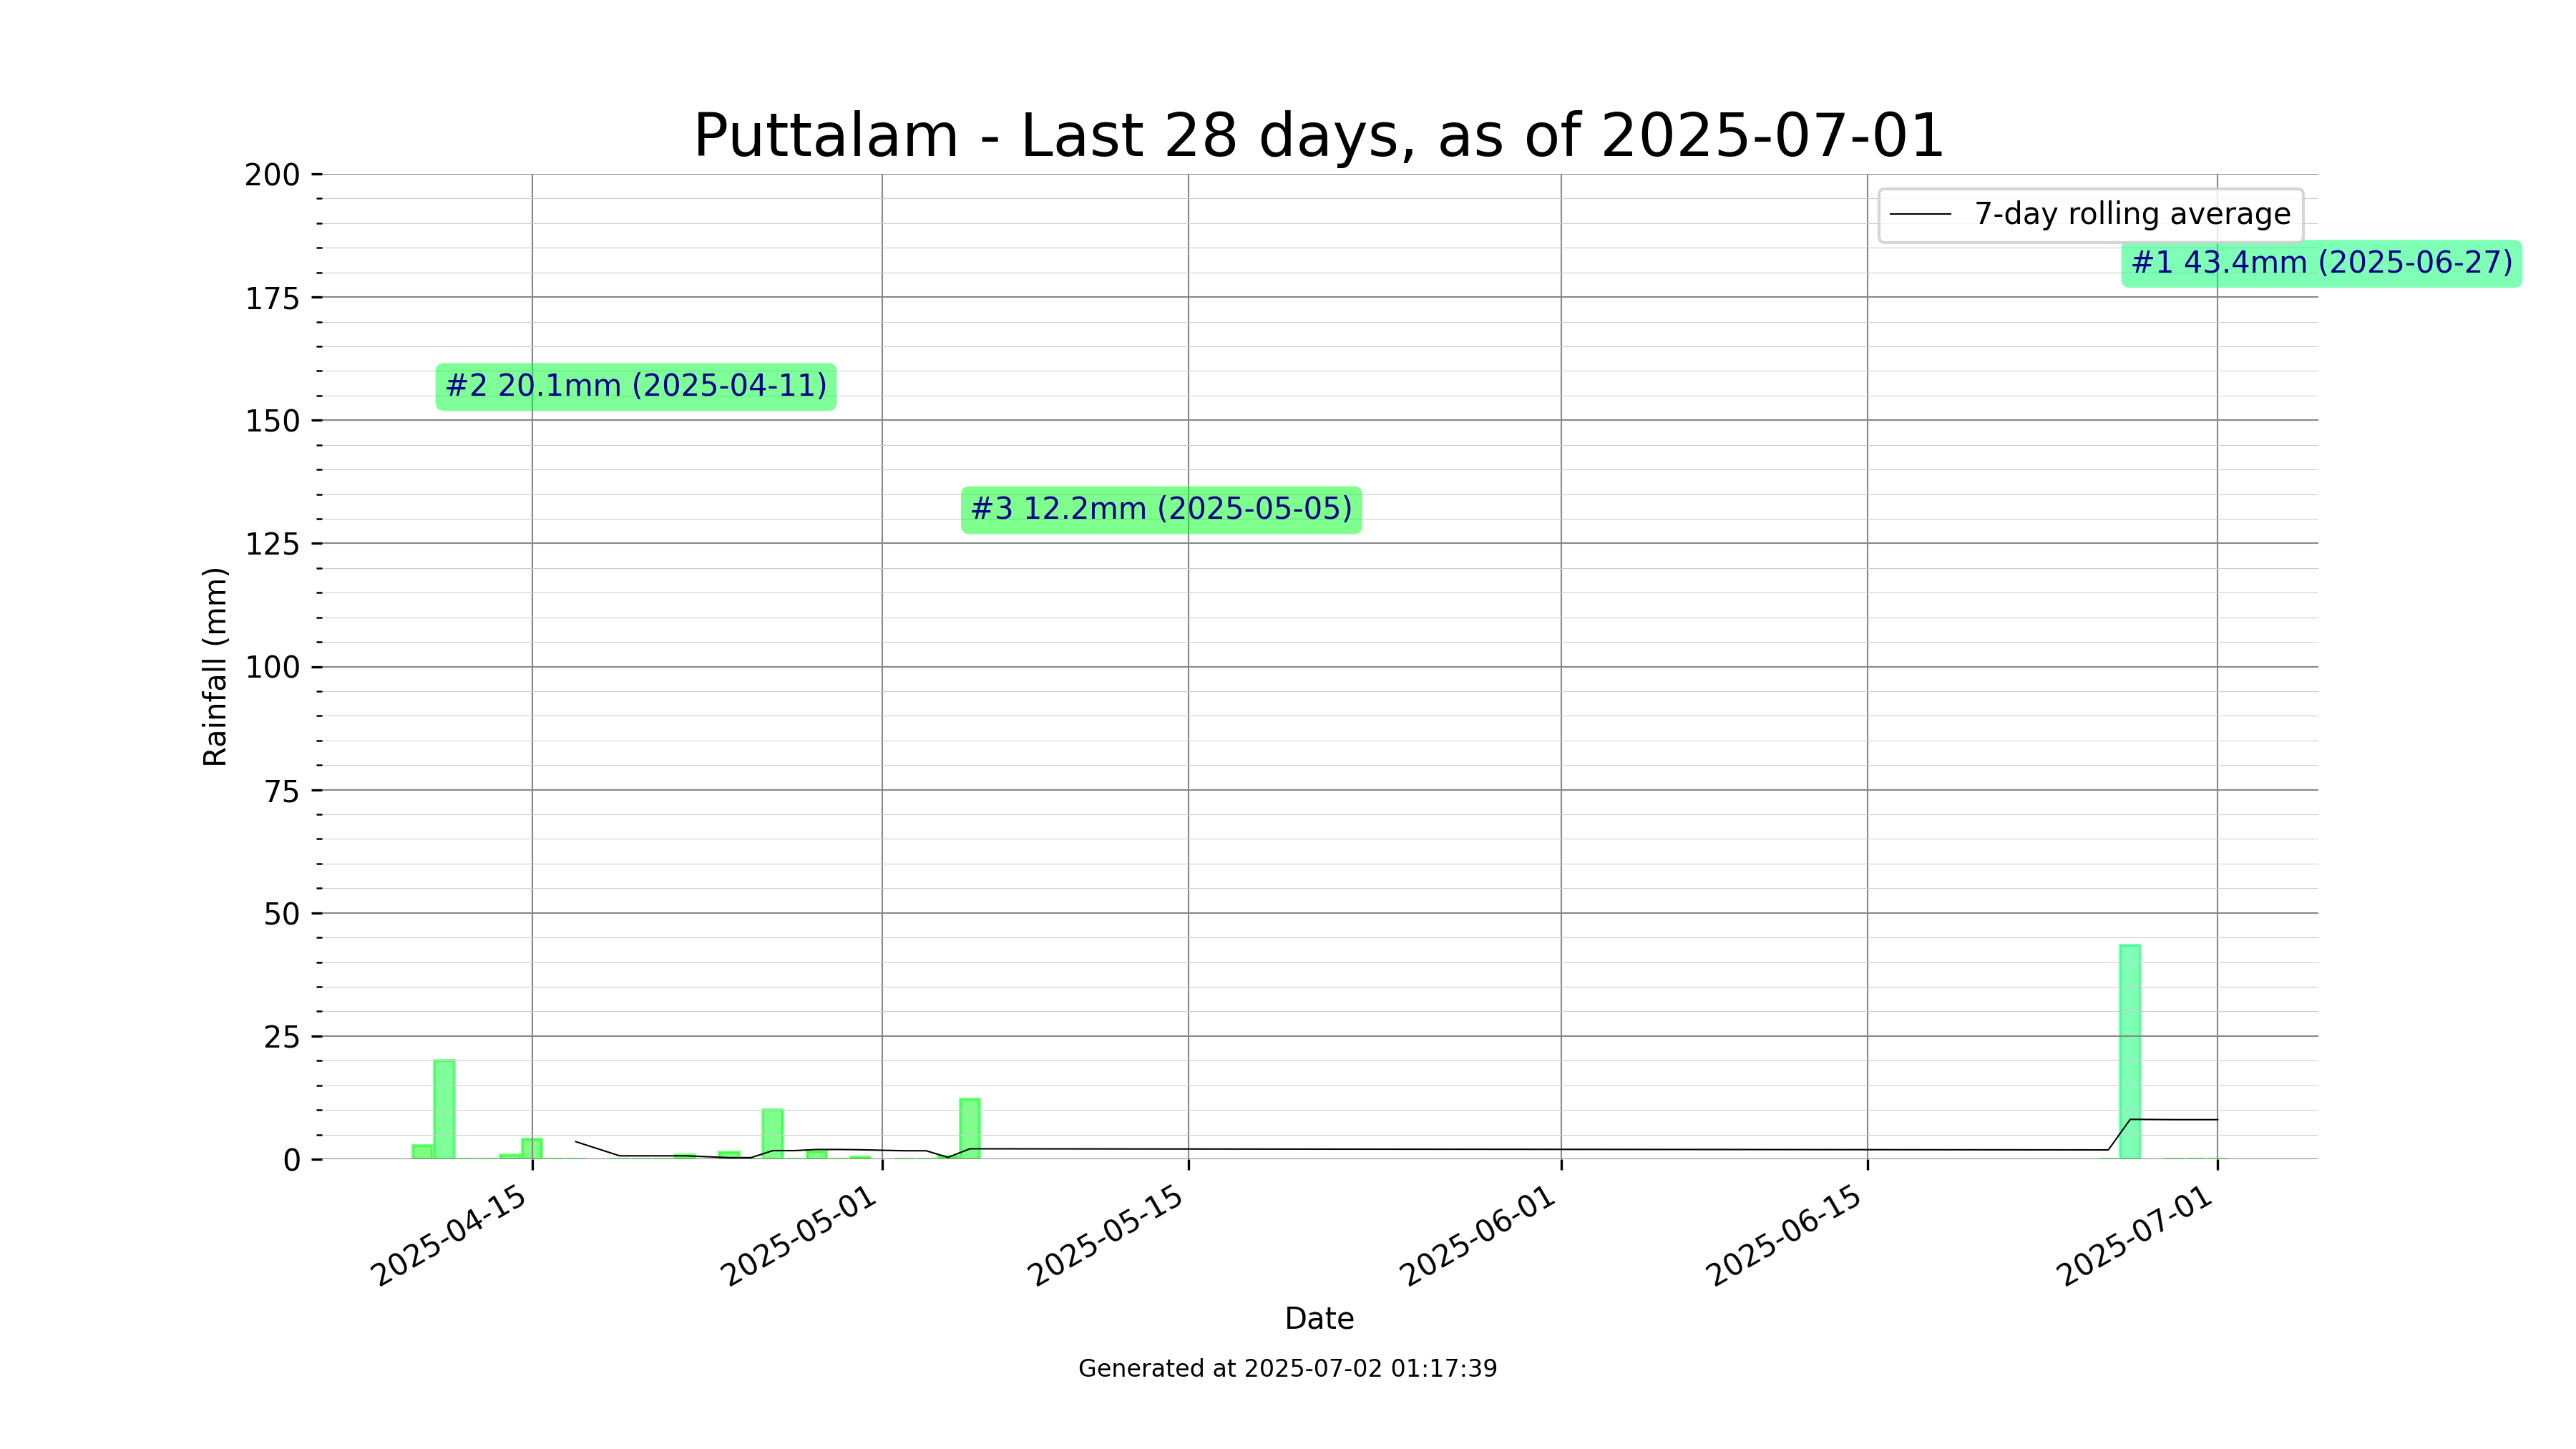 Puttalam - Last 28 days, as of 2025-07-01
200
175
150
125
100
75
50
25
0
Rainfall (mm)
7-day rolling average
#1 43.4mm (2025-06-27)
#2 20.1mm (2025-04-11)
#3 12.2mm (2025-05-05)
2025-04-15
2025-05-01
2025-05-15
2025-06-01
2025-06-15
2025-07-01
Date
Generated at 2025-07-02 01:17:39